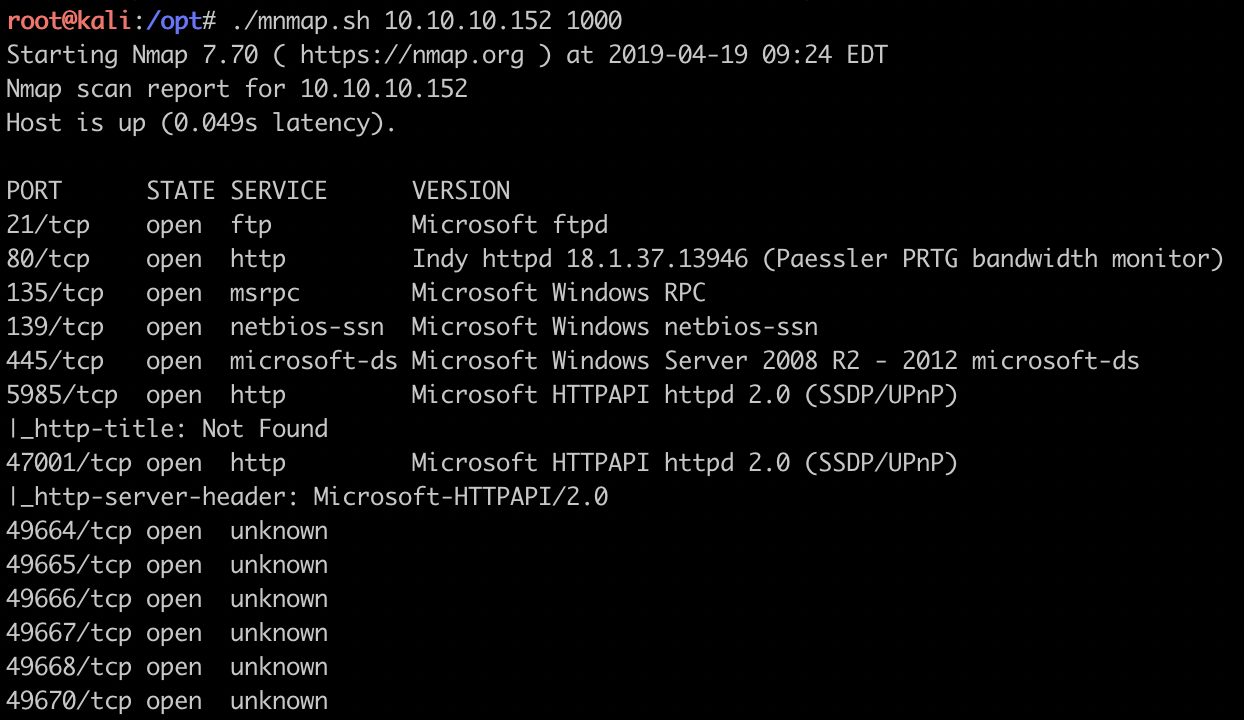 root@kali:/opt# ./mnmap.sh 10.10.10.152 1000
Starting Nmap 7.70 ( https://nmap.org ) at 2019-04-19 09:24 EDT
Nmap scan report for 10.10.10.152
Host is up (0.049s latency).

PORT      STATE SERVICE      VERSION
21/tcp    open  ftp          Microsoft ftpd
80/tcp    open  http         Indy httpd 18.1.37.13946 (Paessler PRTG bandwidth monitor)
135/tcp   open  msrpc        Microsoft Windows RPC
139/tcp   open  netbios-ssn  Microsoft Windows netbios-ssn
445/tcp   open  microsoft-ds Microsoft Windows Server 2008 R2 - 2012 microsoft-ds
5985/tcp  open  http         Microsoft HTTPAPI httpd 2.0 (SSDP/UPnP)
|_http-title: Not Found
47001/tcp open  http         Microsoft HTTPAPI httpd 2.0 (SSDP/UPnP)
|_http-server-header: Microsoft-HTTPAPI/2.0
49664/tcp open  unknown
49665/tcp open  unknown
49666/tcp open  unknown
49667/tcp open  unknown
49668/tcp open  unknown
49670/tcp open  unknown